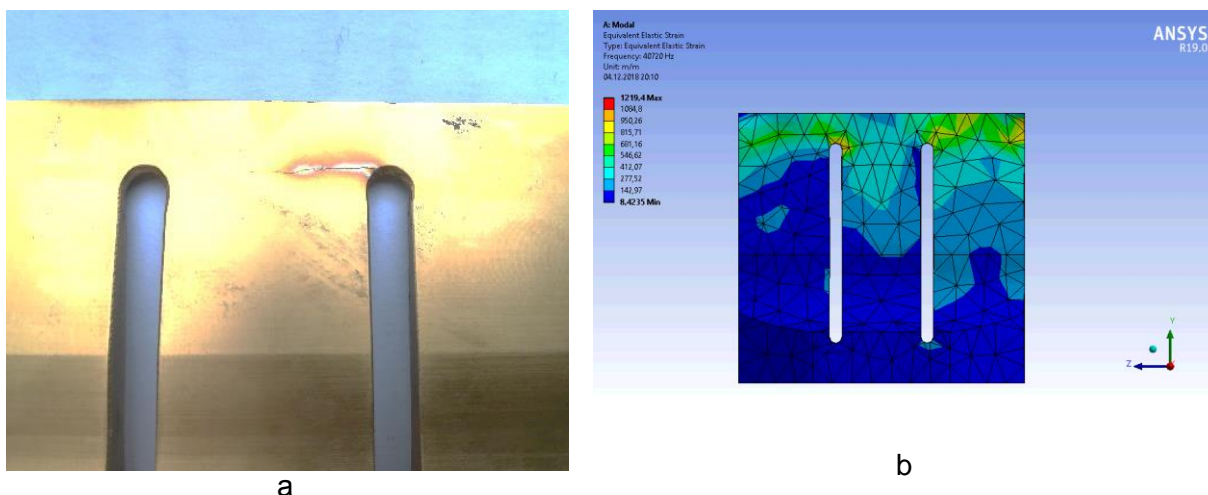 A: Modal
Equivalent Elastic Strain
Type: Equivalent Elastic Strain
Frequency: 40720 Hz
Unit: m/m
04.12.2018 20:10
ANSYS
R19.0
1219,4 Max
1084,8
950,26
815,71
681,16
546,62
412,07
277,52
142,97
8,4235 Min
Y
Z
X
a
b